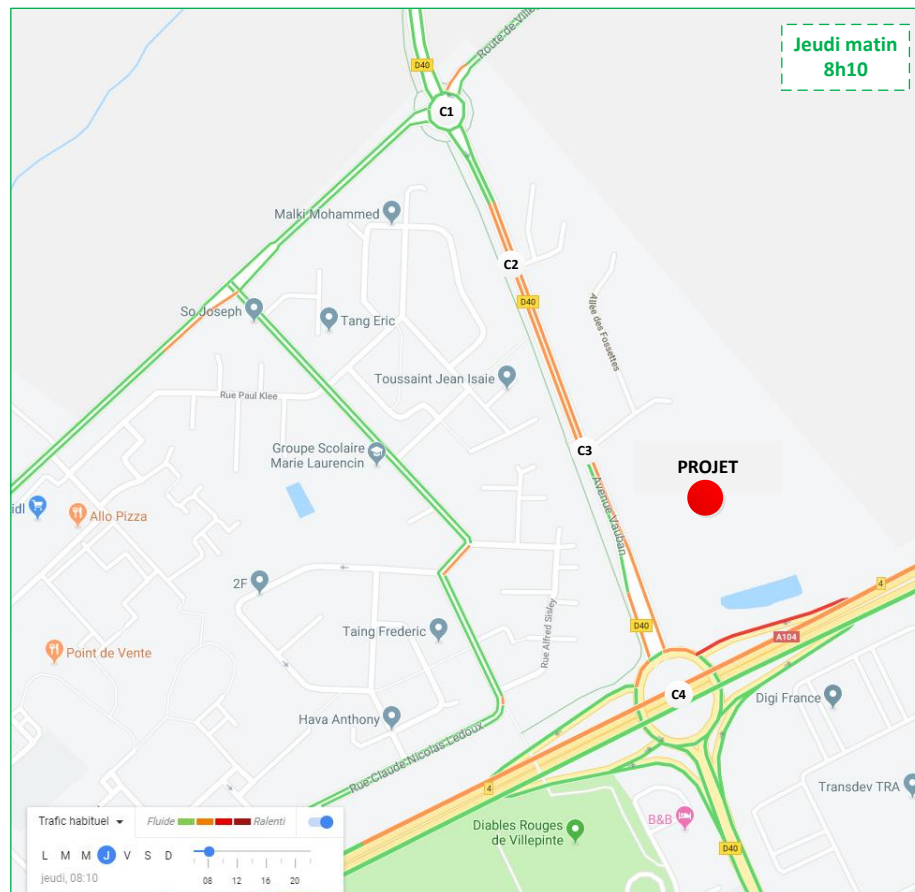 Jeudi matin
8h10
Route de Ville
D40
C1
Malki Mohammed
C2
D40
So Joseph
Tang Eric
Allée des Fossettes
Toussaint Jean Isaie
Rue Paul Klee
Groupe Scolaire
Marie Laurencin
C3
PROJET
idl
Allo Pizza
Avenue Vauban
2F
4
Taing Frederic
Rue Alfred Sisley
D40
A104
Point de Vente
C4
Digi France
Hava Anthony
Rue Claude Nicolas Ledoux
4
Transdev TRA
Trafic habituel
Fluide
Ralenti
Diables Rouges
de Villepinte
B&B
D40
L M M J V S D
08 12 16 20
jeudi, 08:10